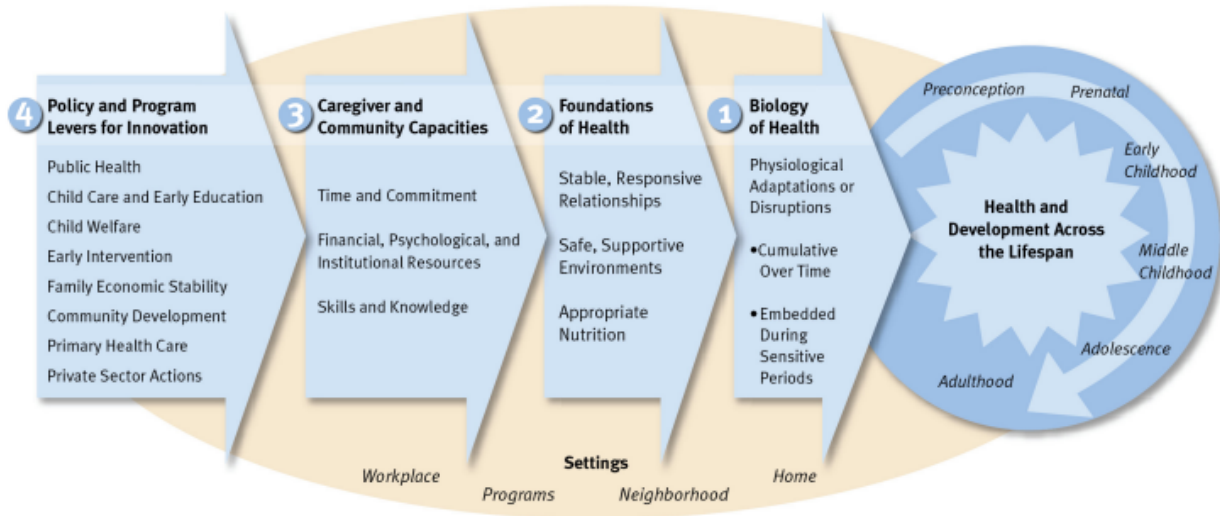 4
Policy and Program
Levers for Innovation
Public Health
Child Care and Early Education
Child Welfare
Early Intervention
Family Economic Stability
Community Development
Primary Health Care
Private Sector Actions
3
Caregiver and
Community Capacities
Time and Commitment
Financial, Psychological, and
Institutional Resources
Skills and Knowledge
2
Foundations
of Health
Stable, Responsive
Relationships
Safe, Supportive
Environments
Appropriate
Nutrition
1
Biology
of Health
Physiological
Adaptations or
Disruptions
•Cumulative
Over Time
•Embedded
During
Sensitive
Periods
Preconception
Prenatal
Early
Childhood
Middle
Childhood
Adolescence
Adulthood
Health and
Development Across
the Lifespan
Settings
Workplace
Programs
Neighborhood
Home